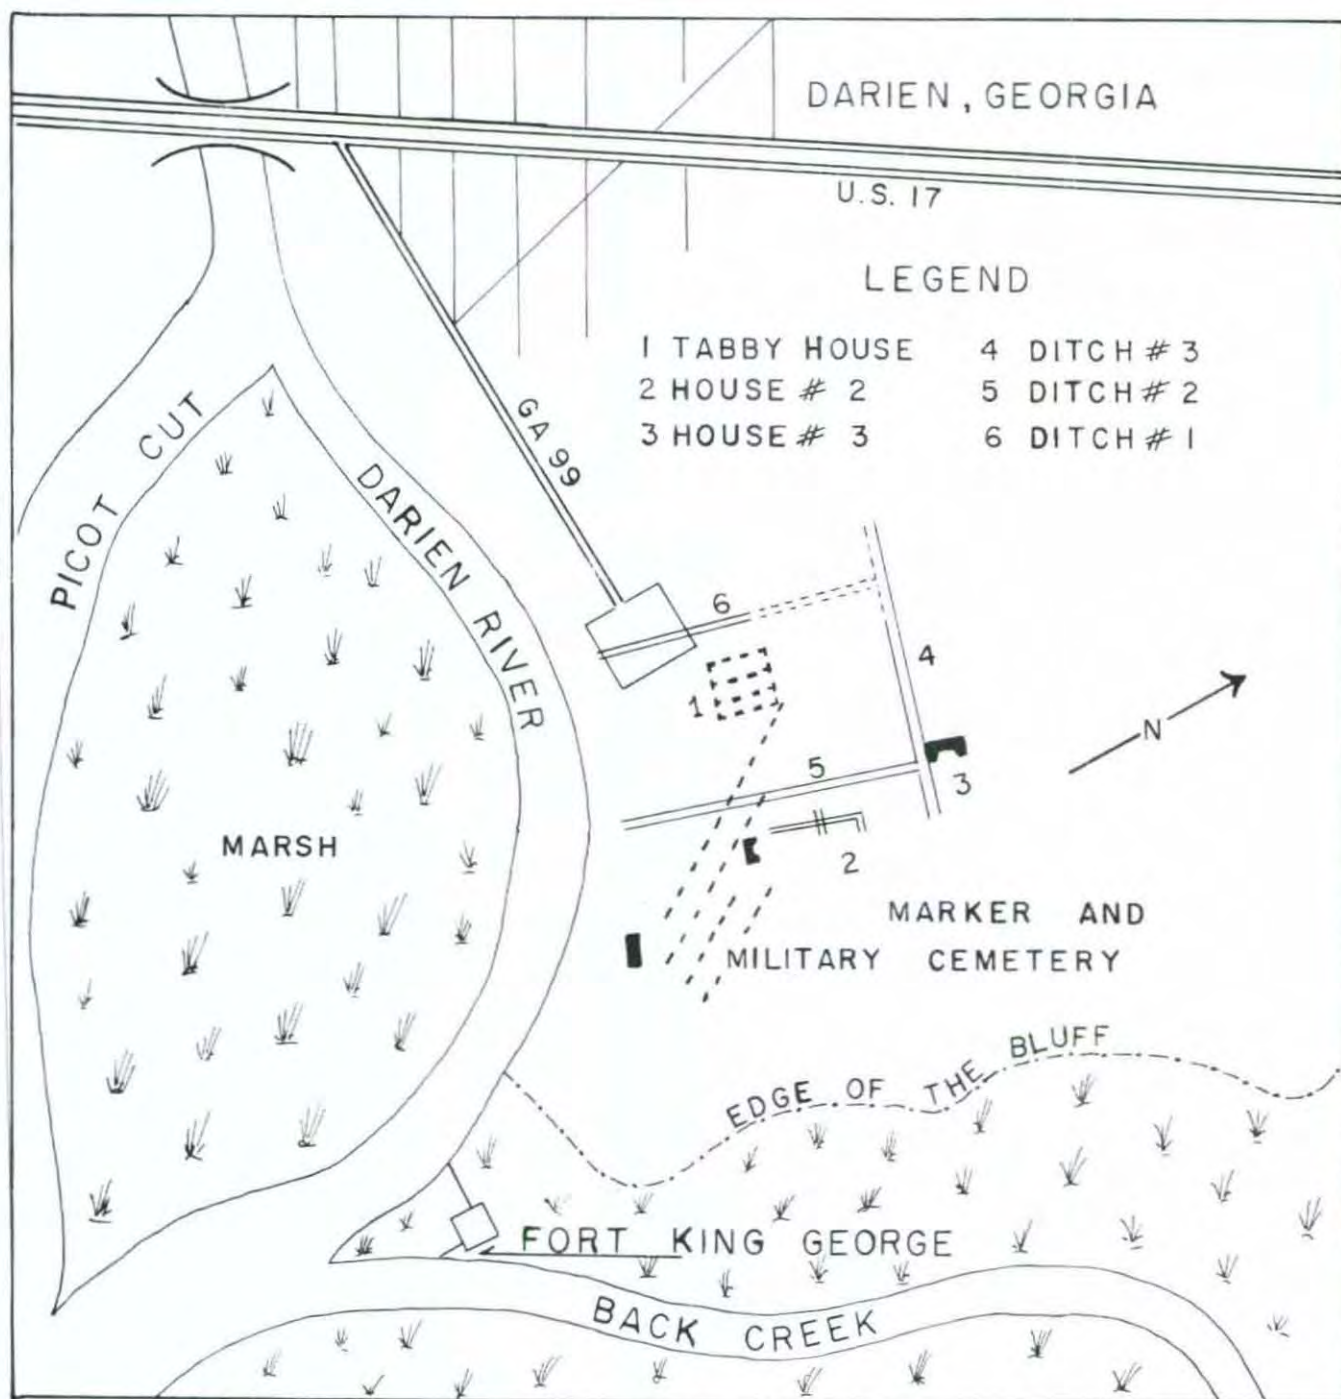 DARIEN, GEORGIA
U.S. 17
LEGEND
1 TABBY HOUSE
2 HOUSE # 2
3 HOUSE # 3
4 DITCH # 3
5 DITCH # 2
6 DITCH # 1
GA 99
PICOT CUT
DARIEN RIVER
6
4
1
N
5
3
2
MARSH
MARKER AND
MILITARY CEMETERY
EDGE OF THE BLUFF
FORT KING GEORGE
BACK CREEK